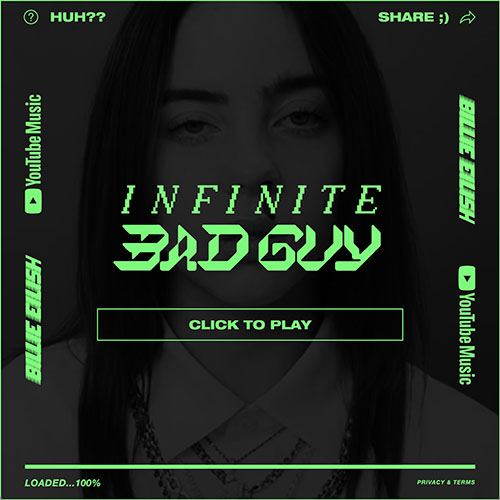 HUH??
SHARE ;)
YouTube Music
BILLIE EILISH
INFINITE
BAD GUY
CLICK TO PLAY
BILLIE EILISH
YouTube Music
LOADED...100%
PRIVACY & TERMS